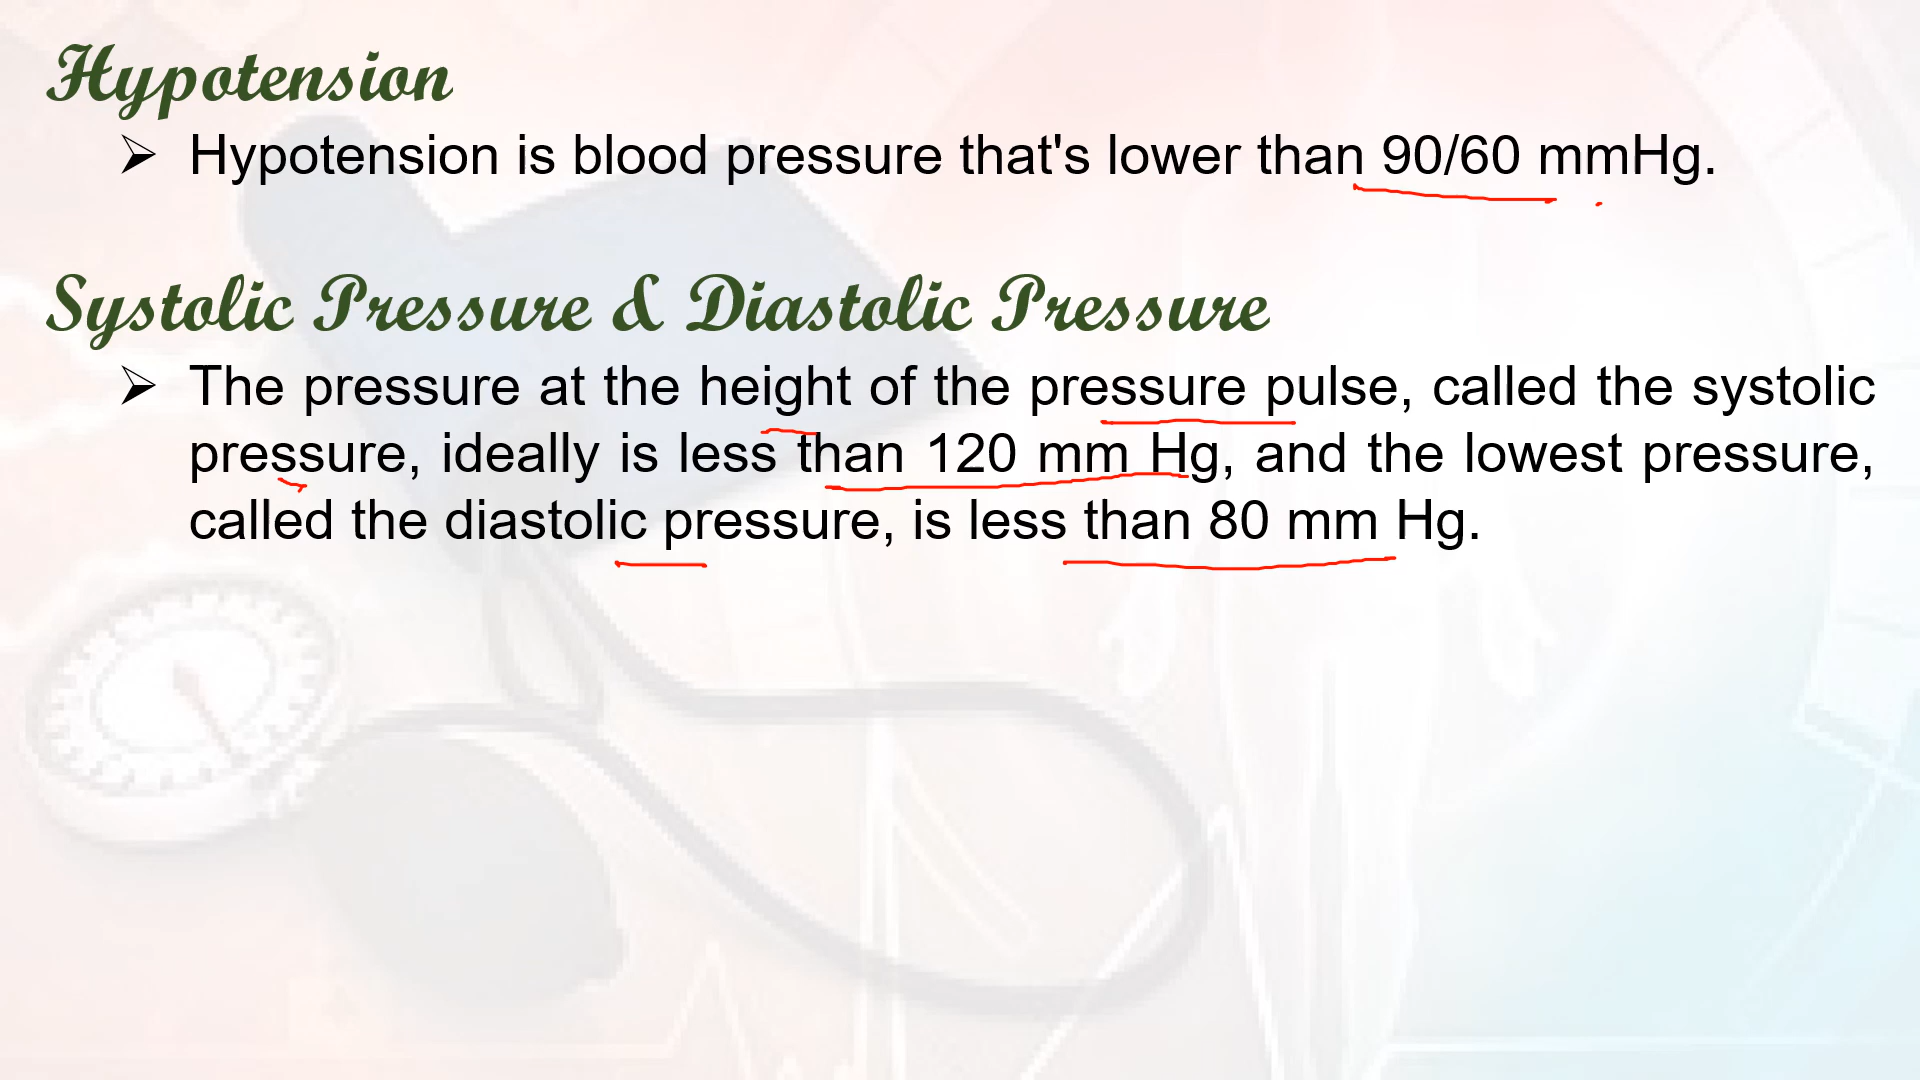 Hypotension
➢ Hypotension is blood pressure that's lower than 90/60 mmHg.
Systolic Pressure & Diastolic Pressure
➢ The pressure at the height of the pressure pulse, called the systolic
pressure, ideally is less than 120 mm Hg, and the lowest pressure,
called the diastolic pressure, is less than 80 mm Hg.